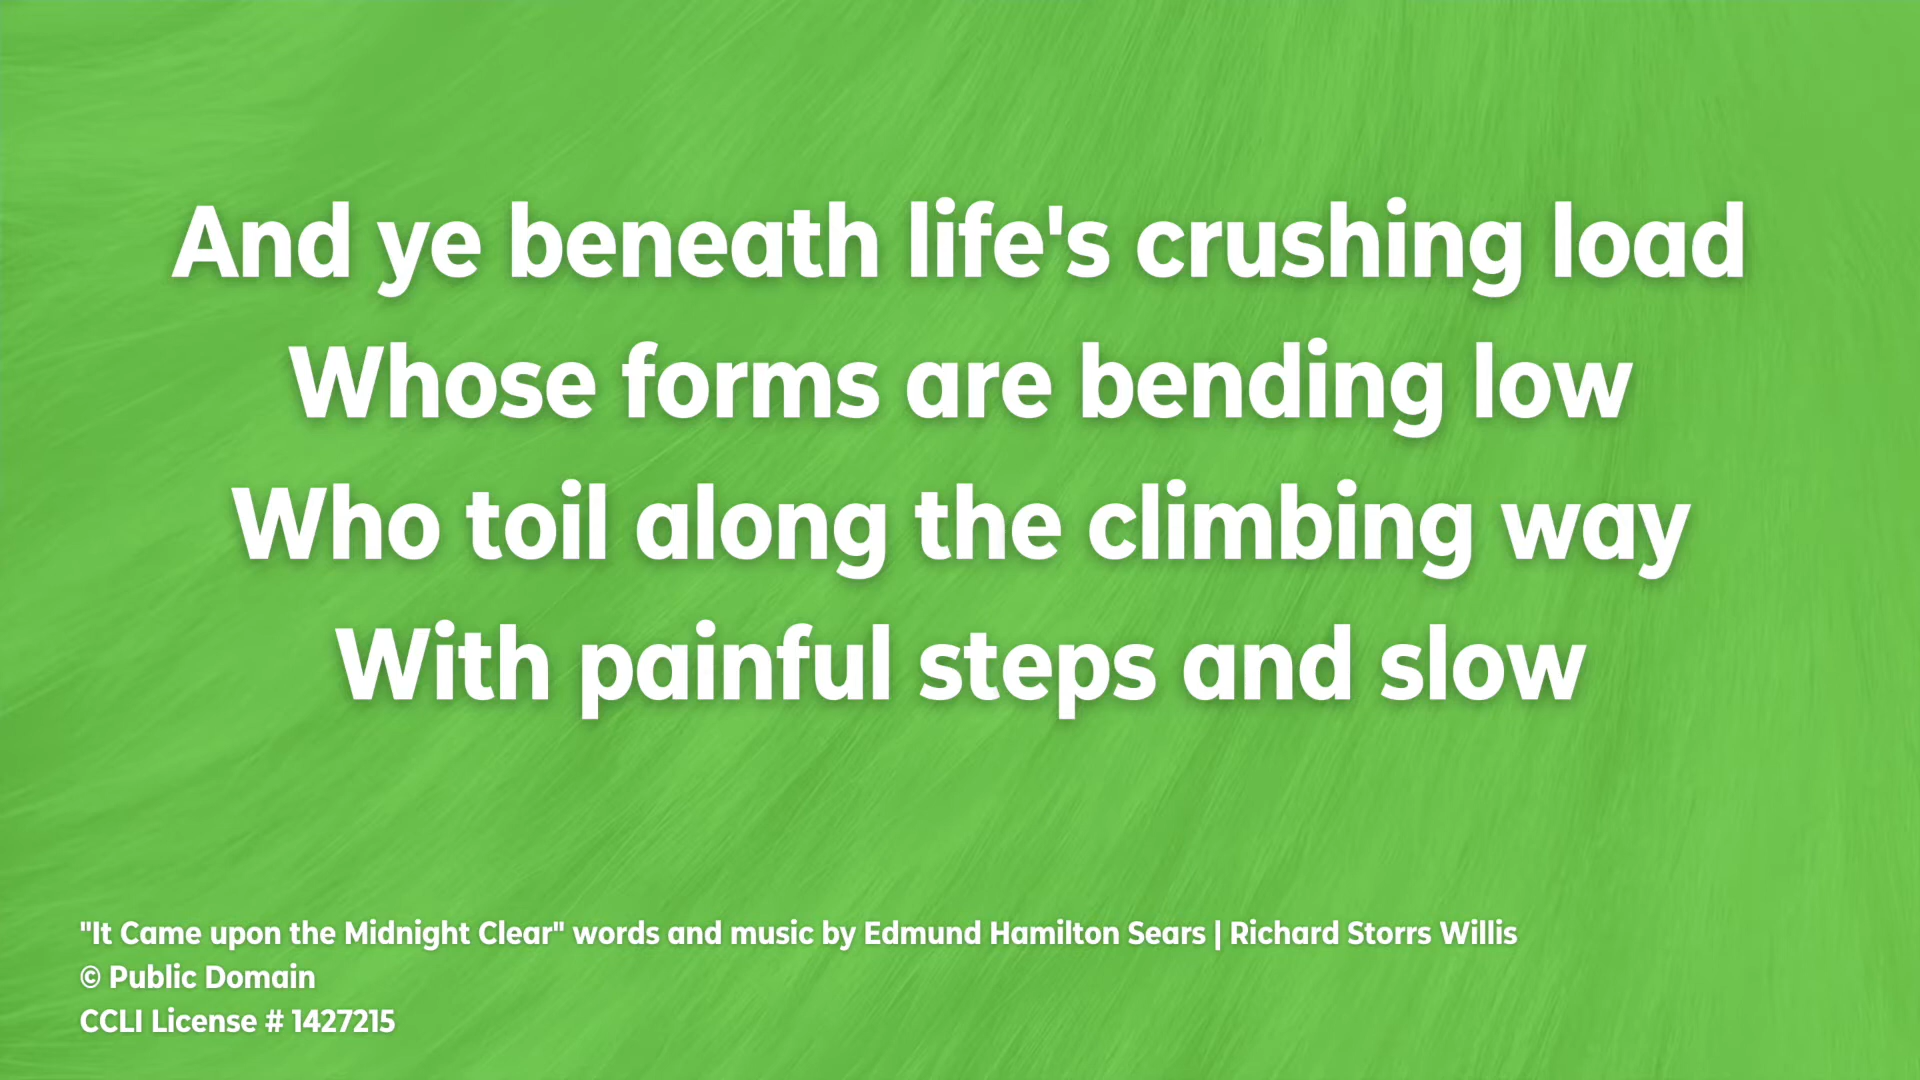 And ye beneath life's crushing load
Whose forms are bending low
Who toil along the climbing way
With painful steps and slow
"It Came upon the Midnight Clear" words and music by Edmund Hamilton Sears | Richard Storrs Willis
© Public Domain
CCLI License # 1427215